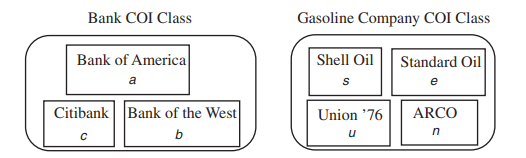 Bank COI Class
Bank of America
a
Citibank
c
Bank of the West
b
Gasoline Company COI Class
Shell Oil
s
Standard Oil
e
Union ’76
u
ARCO
n